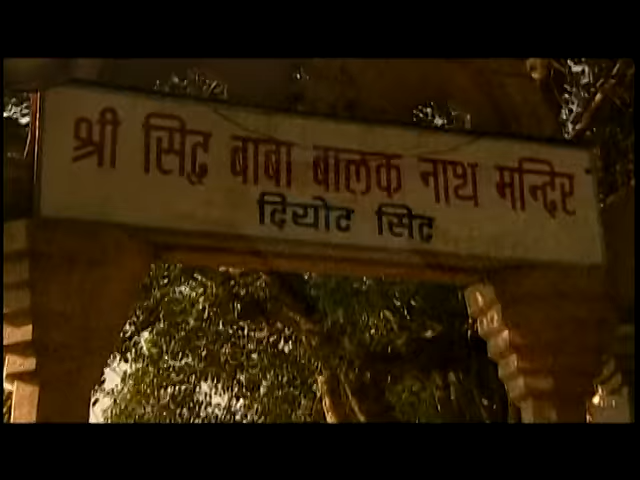 श्री सिद्ध बाबा बालक नाथ मन्दिर
दियोट सिद्ध